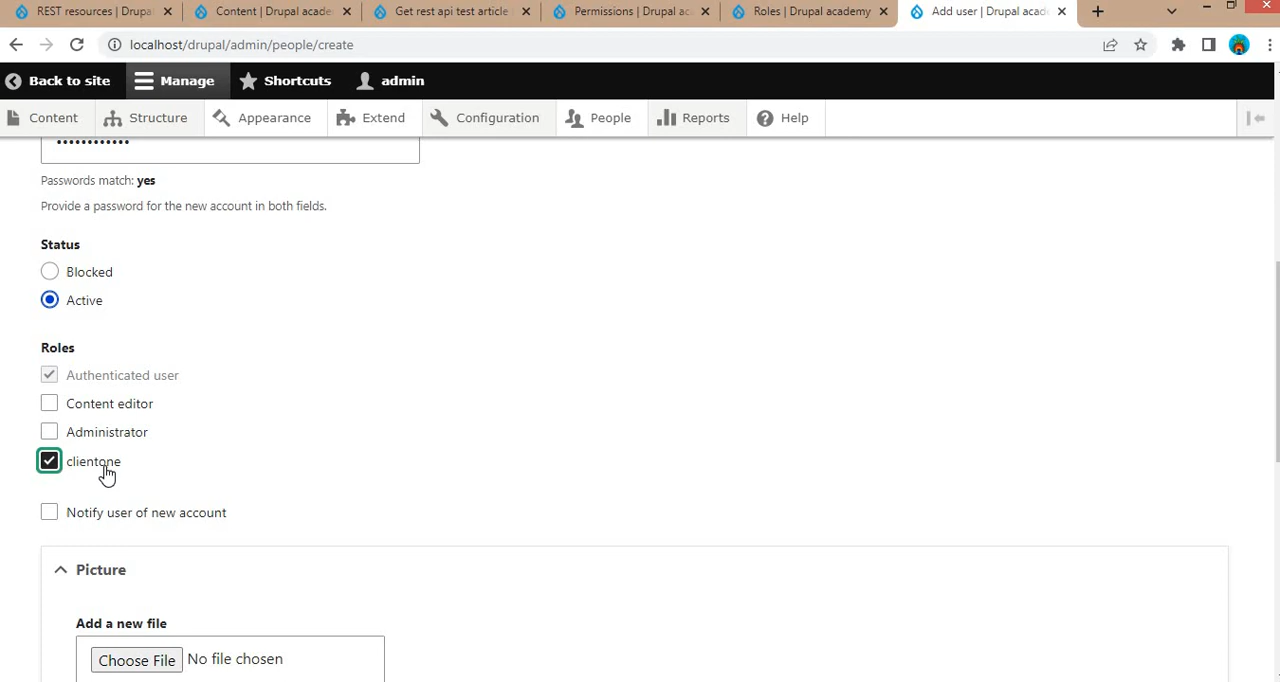 REST resources | Drupa
Content | Drupal acade
Get rest api test article
Permissions | Drupal ac
Roles | Drupal academy
Add user | Drupal acad
localhost/drupal/admin/people/create
Back to site
Manage
Shortcuts
admin
Content
Structure
Appearance
Extend
Configuration
People
Reports
Help
Passwords match: yes
Provide a password for the new account in both fields.
Status
Blocked
Active
Roles
Authenticated user
Content editor
Administrator
clientone
Notify user of new account
Picture
Add a new file
Choose File No file chosen